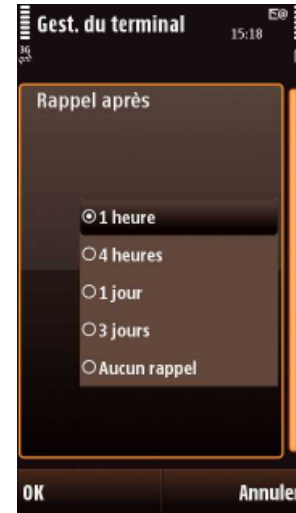 Gest. du terminal
15:18
3G
Rappel après
1 heure
4 heures
1 jour
3 jours
Aucun rappel
OK
Annuler